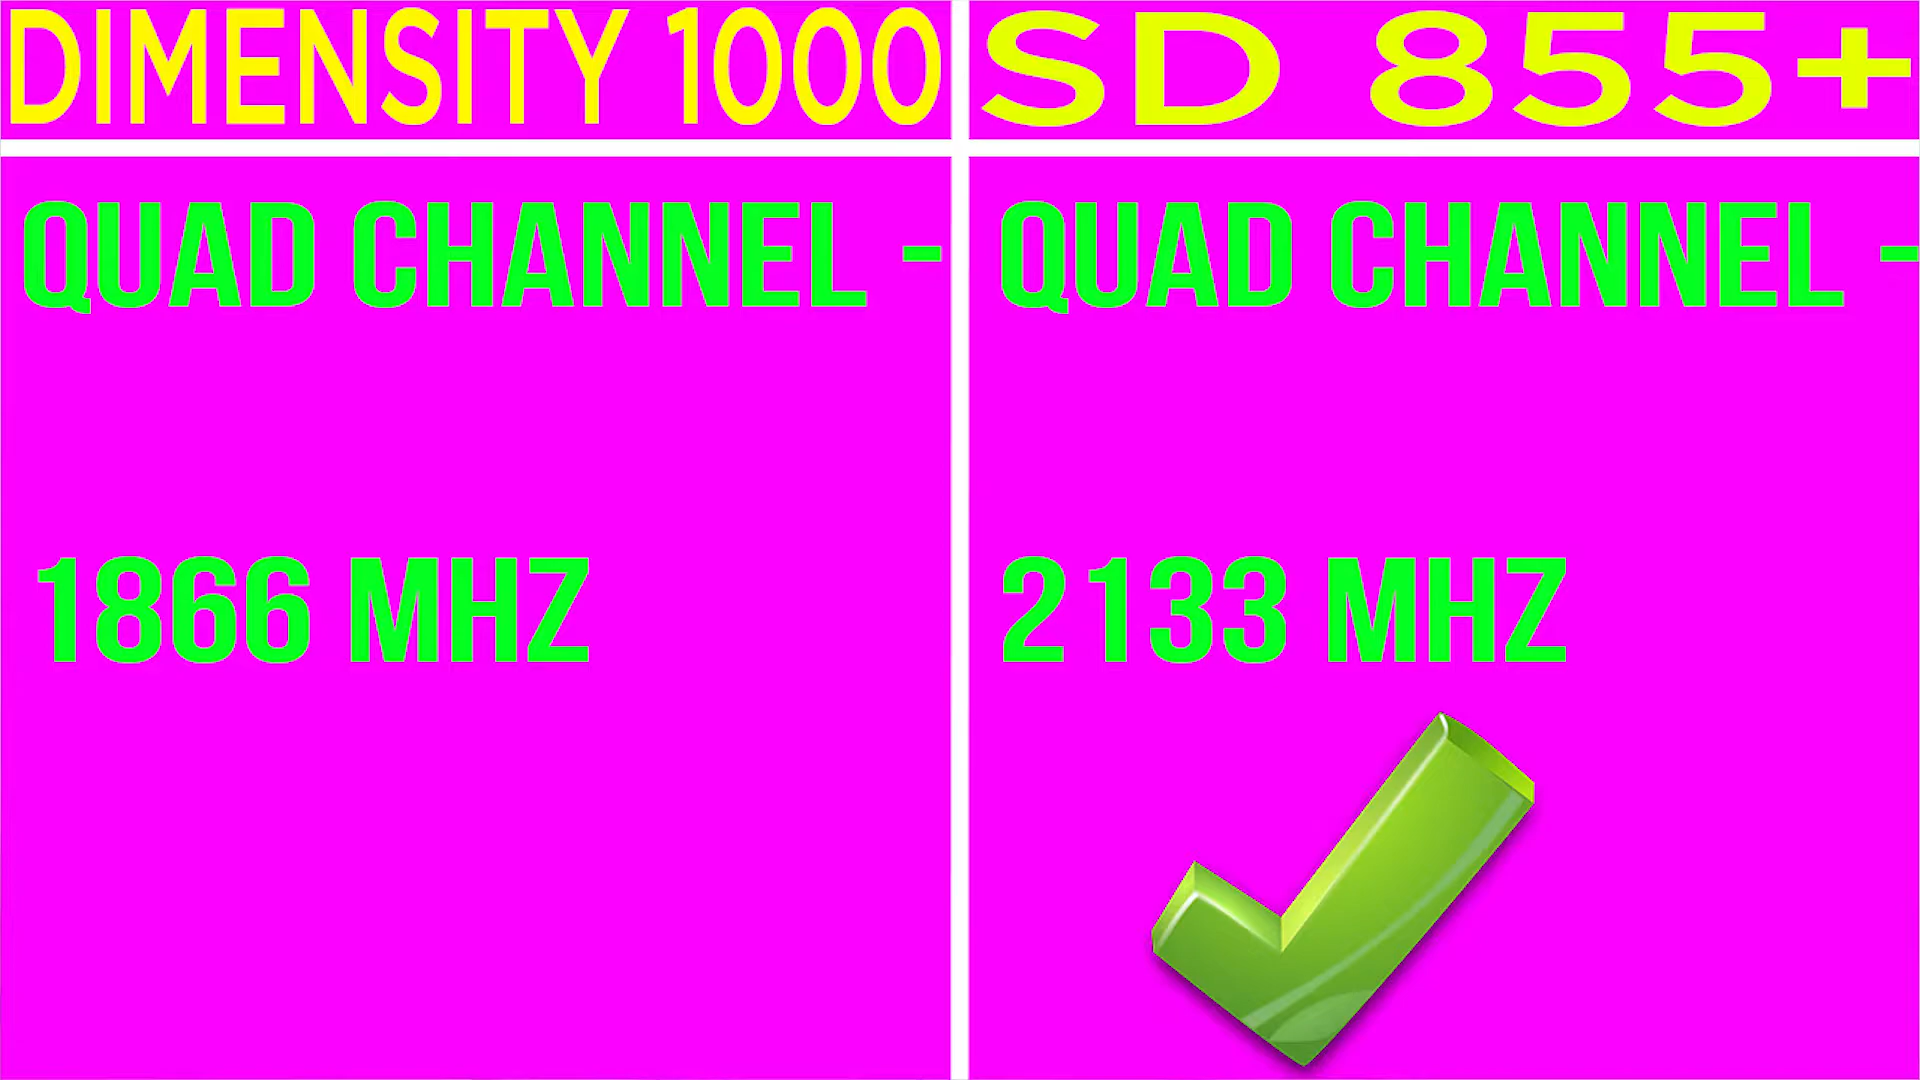 DIMENSITY 1000
SD 855+
QUAD CHANNEL -
1866 MHZ
QUAD CHANNEL -
2133 MHZ